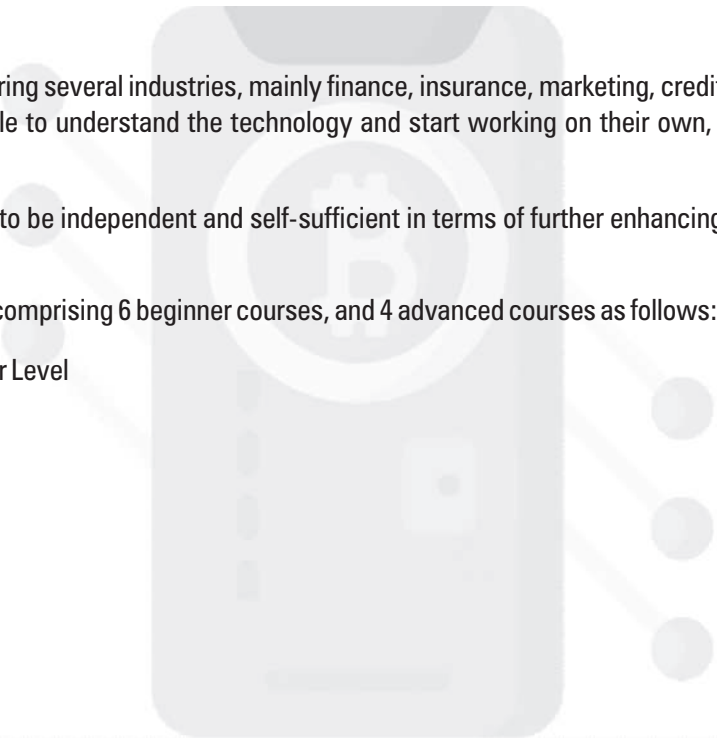 ring several industries, mainly finance, insurance, marketing, credit
le to understand the technology and start working on their own,
to be independent and self-sufficient in terms of further enhancing
comprising 6 beginner courses, and 4 advanced courses as follows:
r Level